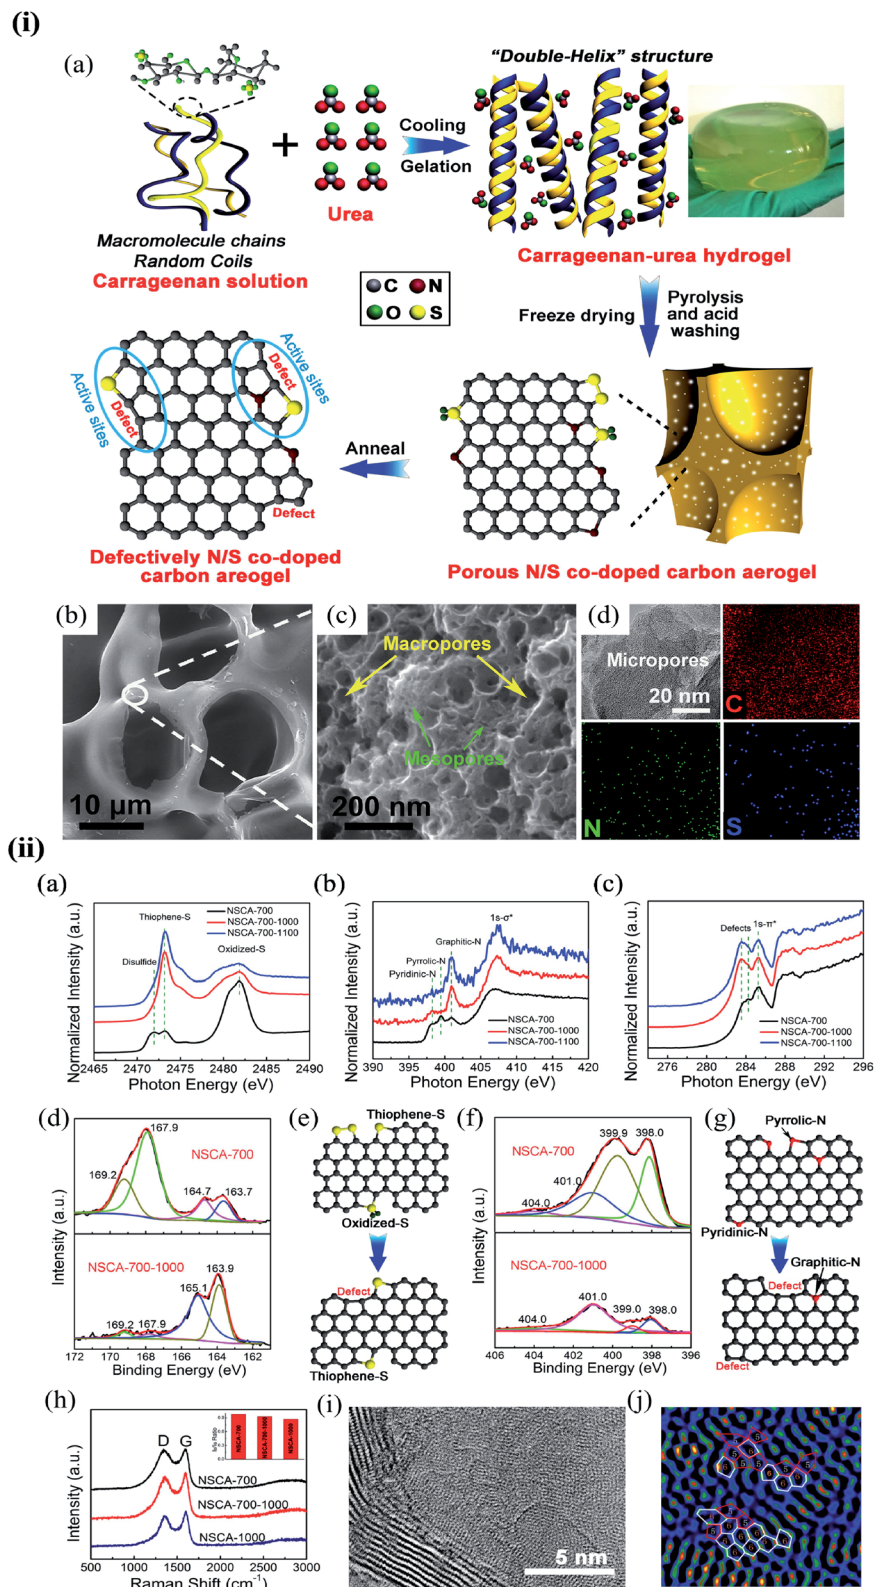 (i)
(a)
"Double-Helix" structure
+
Cooling
Gelation
Urea
Macromolecule chains
Random Coils
Carrageenan solution
Carrageenan-urea hydrogel
C N
O S
Freeze drying
Pyrolysis
and acid
washing
Active sites
Defect
Active sites
Defect
Defect
Anneal
Defectively N/S co-doped
carbon areogel
Porous N/S co-doped carbon aerogel
(b)
10 μm
(c)
Macropores
Mesopores
200 nm
(d)
Micropores
20 nm
C
N
S
(ii)
(a)
Normalized Intensity (a.u.)
Thiophene-S
Disulfide
Oxidized-S
NSCA-700
NSCA-700-1000
NSCA-700-1100
2465 2470 2475 2480 2485 2490
Photon Energy (eV)
(b)
Normalized Intensity (a.u.)
1s-σ*
Graphitic-N
Pyrrolic-N
Pyridinic-N
NSCA-700
NSCA-700-1000
NSCA-700-1100
390 395 400 405 410 415 420
Photon Energy (eV)
(c)
Normalized Intensity (a.u.)
Defects
1s-π*
NSCA-700
NSCA-700-1000
NSCA-700-1100
276 280 284 288 292 296
Photon Energy (eV)
(d)
Intensity (a.u.)
167.9
NSCA-700
169.2
164.7
163.7
NSCA-700-1000
163.9
165.1
169.2
167.9
172 170 168 166 164 162
Binding Energy (eV)
(e)
Thiophene-S
Oxidized-S
Defect
Thiophene-S
(f)
Intensity (a.u.)
NSCA-700
399.9
398.0
401.0
404.0
NSCA-700-1000
401.0
404.0
399.0
398.0
406 404 402 400 398 396
Binding Energy (eV)
(g)
Pyrrolic-N
Pyridinic-N
Graphitic-N
Defect
Defect
(h)
Intensity (a.u.)
D G
NSCA-700
NSCA-700-1000
NSCA-1000
NSCA-700
NSCA-700-1000
NSCA-1000
500 1000 1500 2000 2500 3000
Raman Shift (cm⁻¹)
(i)
5 nm
(j)